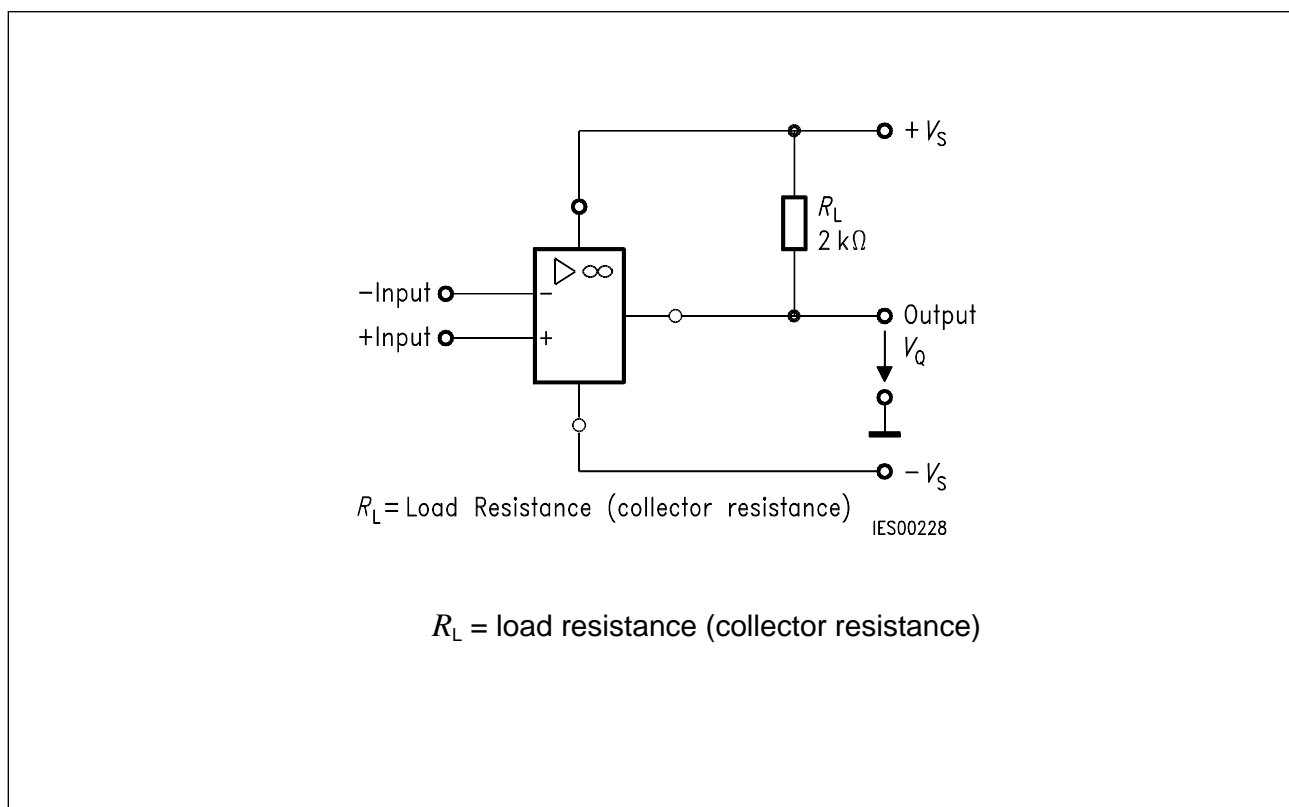 + V_S
R_L
2 kΩ
▷ ∞
−Input
−
+Input
+
Output
V_Q
− V_S
R_L = Load Resistance (collector resistance)
IES00228
R_L = load resistance (collector resistance)